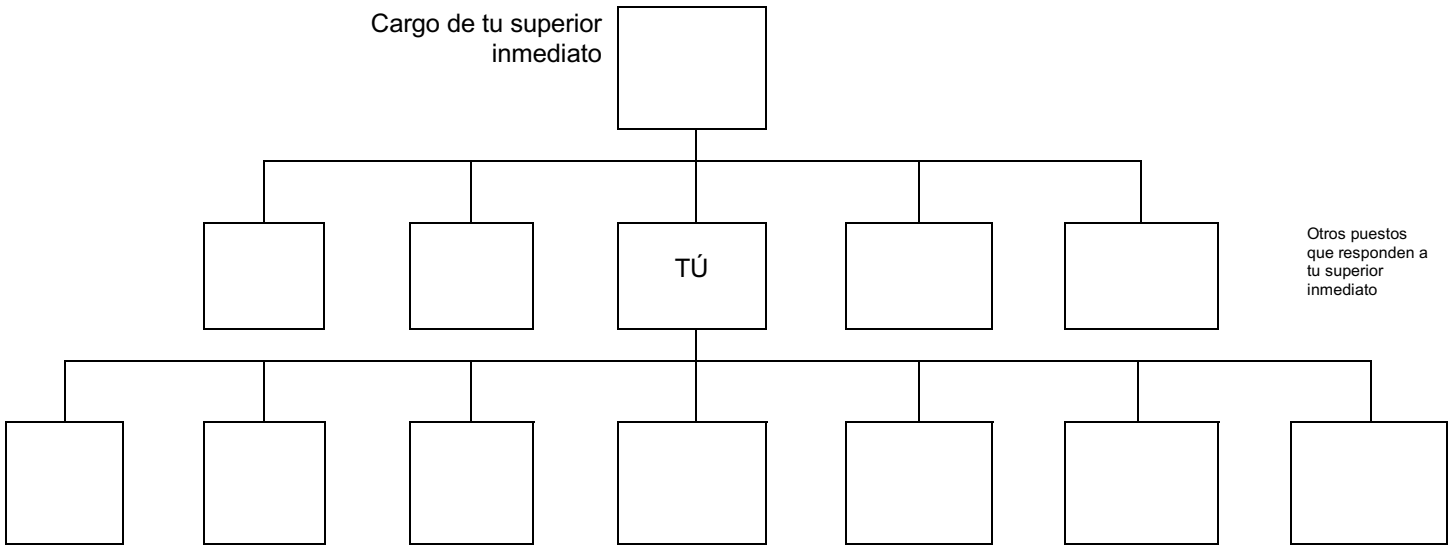 Cargo de tu superior
inmediato
TÚ
Otros puestos
que responden a
tu superior
inmediato